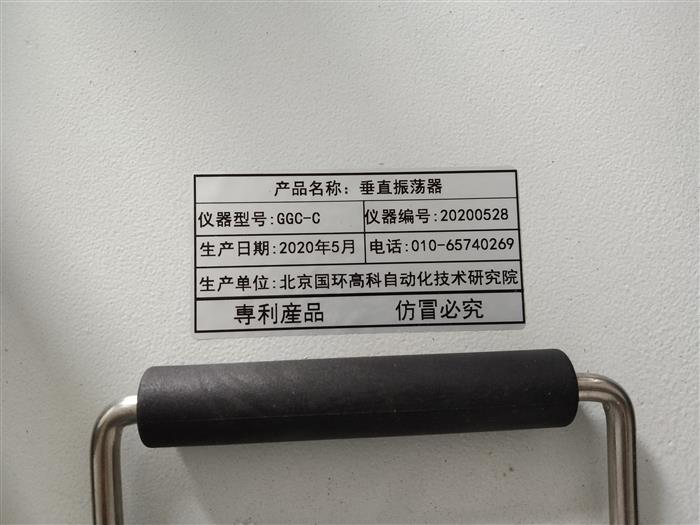 产品名称：垂直振荡器
仪器型号:GGC-C 仪器编号:20200528
生产日期:2020年5月 电话:010-65740269
生产单位:北京国环高科自动化技术研究院
専利産品 仿冒必究